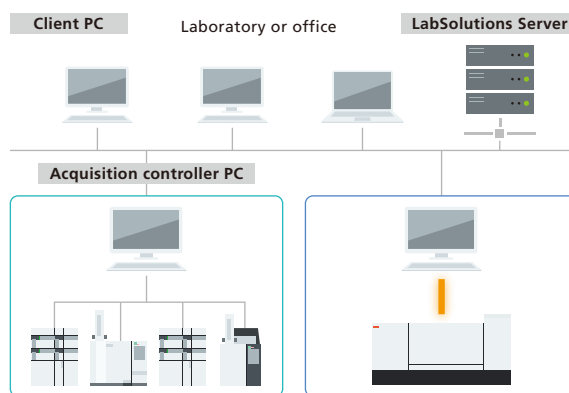 Client PC
Laboratory or office
LabSolutions Server
Acquisition controller PC